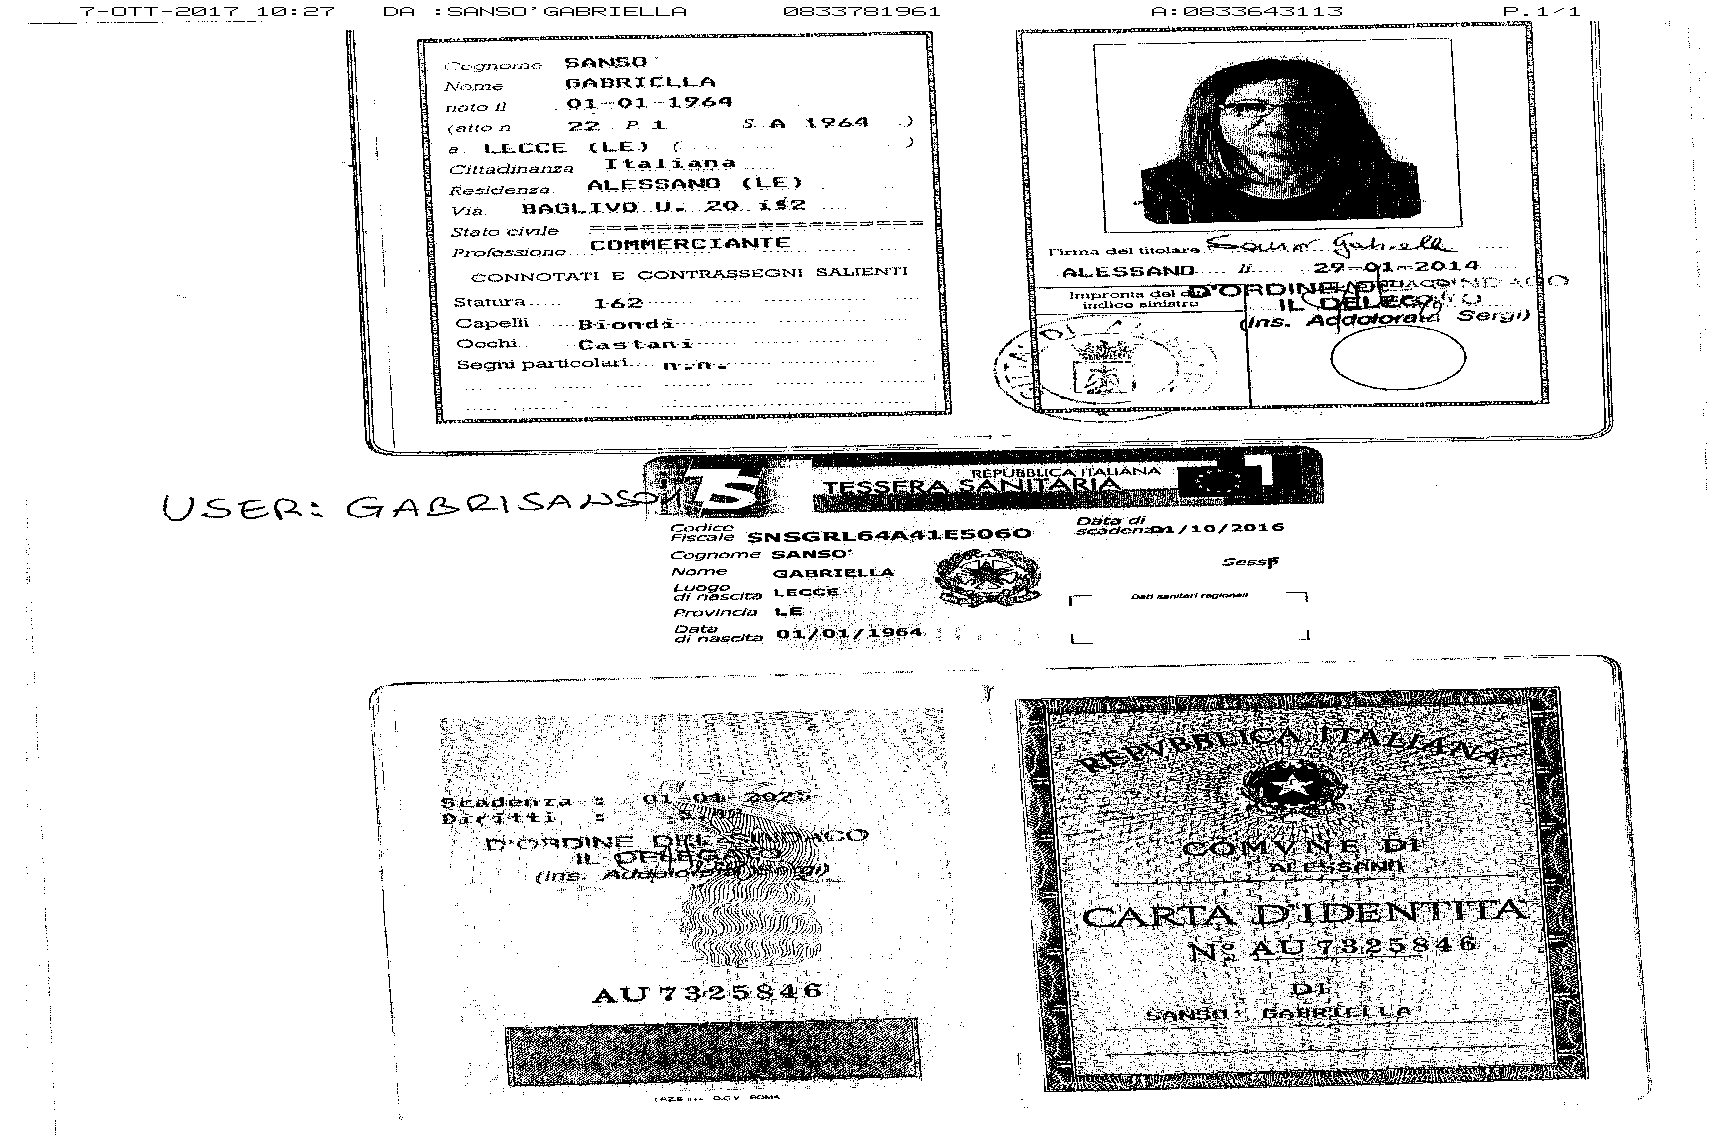 7-OTT-2017 10:27 DA :SANSO'GABRIELLA 0833781961 A:0833643113 P.1/1
Cognome SANSO'
Nome GABRIELLA
nato il 01-01-1964
(atto n 22 P. 1 S. A 1964 )
a LECCE (LE) ( )
Cittadinanza Italiana
Residenza ALESSANO (LE)
Via BAGLIVO U. 20 is2
Stato civile ====================
Professione COMMERCIANTE
CONNOTATI E CONTRASSEGNI SALIENTI
Statura 162
Capelli Biondi
Occhi Castani
Segni particolari n.n.
Firma del titolare Sansò Gabriella
ALESSANO li 29-01-2014
Impronta del dito
indice sinistro
D'ORDINE DEL SINDACO
IL DELEGATO
(Ins. Addolorata Sergi)
USER: GABRISANSO
TS REPUBBLICA ITALIANA
TESSERA SANITARIA
Codice
Fiscale SNSGRL64A41E506O
Data di
scadenza 01/10/2016
Cognome SANSO'
Nome GABRIELLA
Sesso F
Luogo
di nascita LECCE
Provincia LE
Data
di nascita 01/01/1964
Dati sanitari regionali
Scadenza : 01-01-202
Diritti :
D'ORDINE DEL SINDACO
IL DELEGATO
(Ins. Addolorata Sergi)
AU 7325846
I.P.Z.S. O.C.V. ROMA
REPVBBLICA ITALIANA
COMVNE DI
ALESSANO
CARTA D'IDENTITA
No AU 7325846
DI
SANSO' GABRIELLA